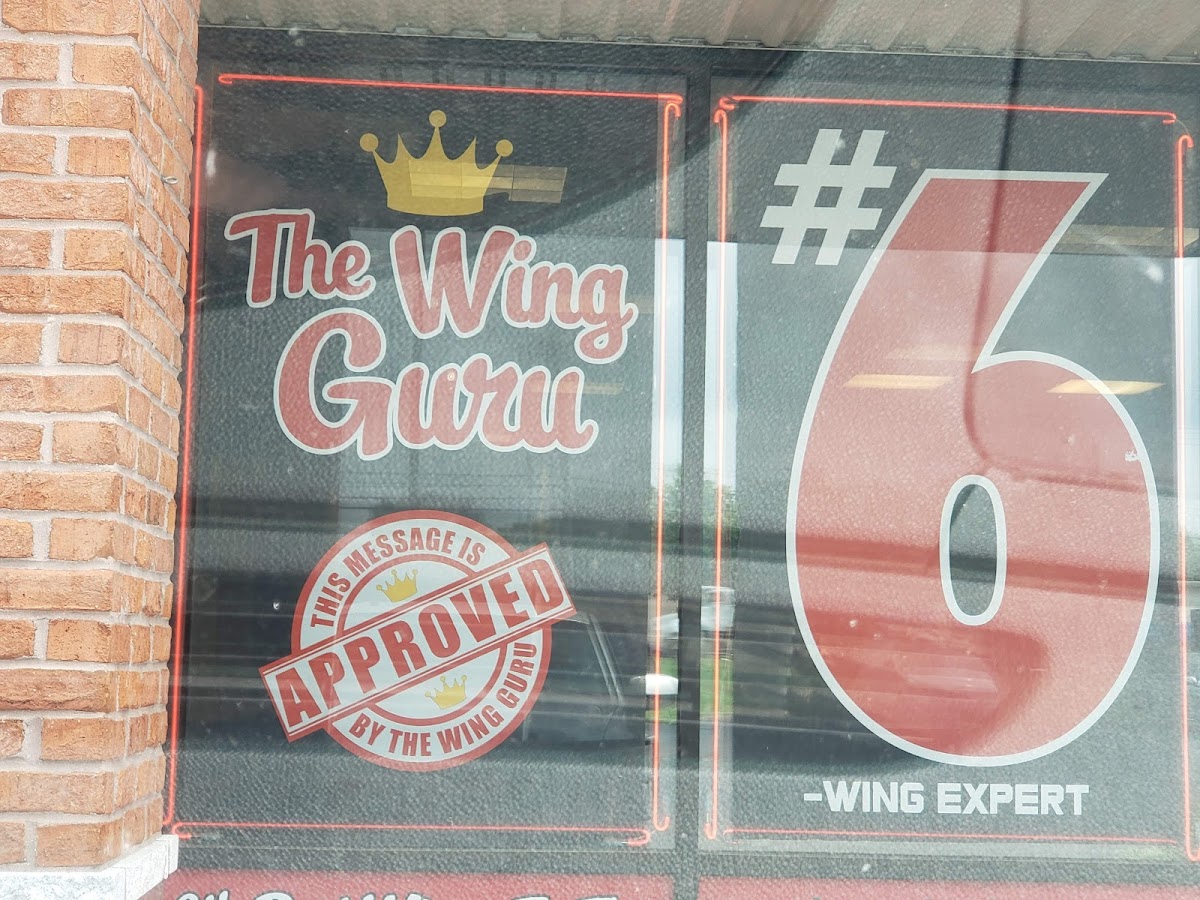 The Wing
Guru
THIS MESSAGE IS
APPROVED
BY THE WING GURU
#6
-WING EXPERT